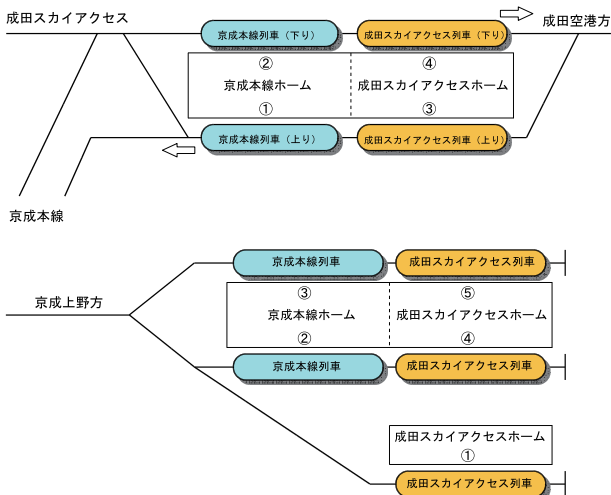 成田スカイアクセス
成田空港方
京成本線列車（下り）
成田スカイアクセス列車（下り）
②
④
京成本線ホーム
成田スカイアクセスホーム
①
③
京成本線列車（上り）
成田スカイアクセス列車（上り）
京成本線
京成本線列車
成田スカイアクセス列車
③
⑤
京成上野方
京成本線ホーム
成田スカイアクセスホーム
②
④
京成本線列車
成田スカイアクセス列車
成田スカイアクセスホーム
①
成田スカイアクセス列車